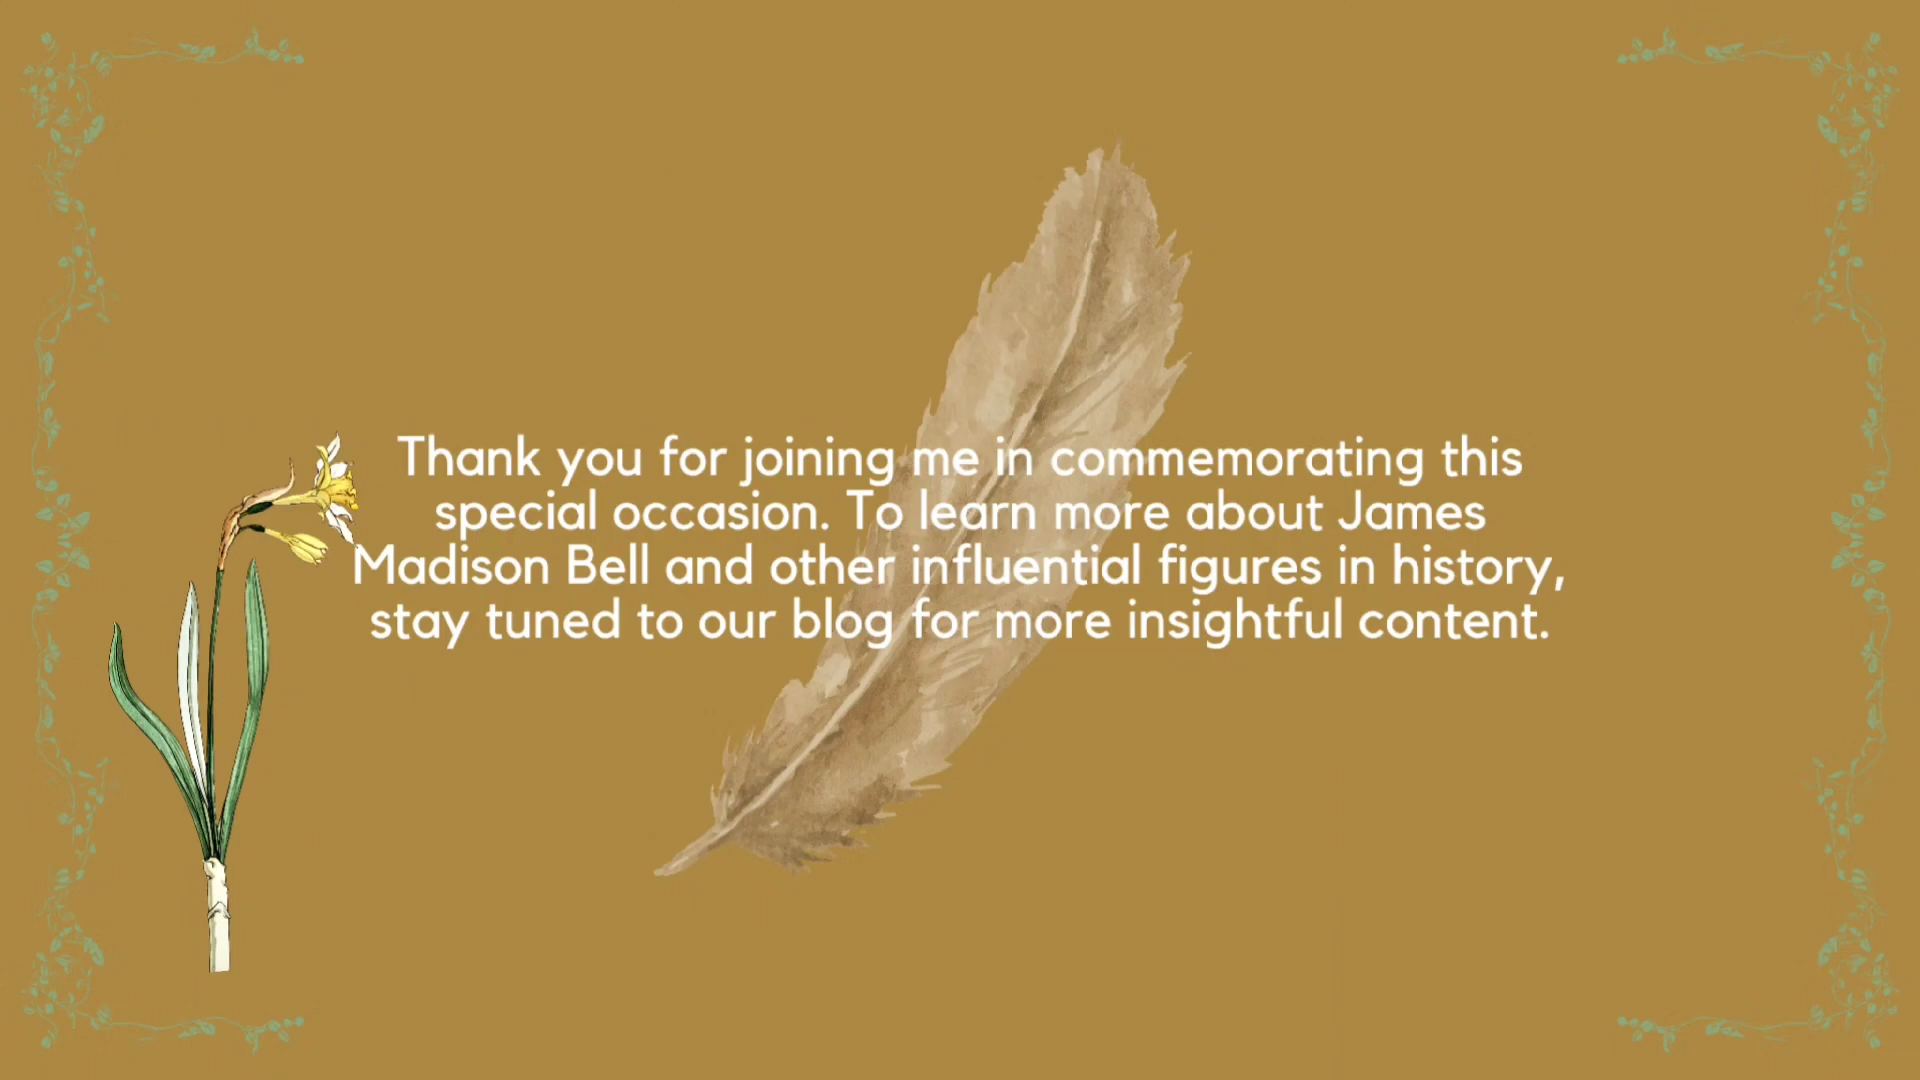 Thank you for joining me in commemorating this
special occasion. To learn more about James
Madison Bell and other influential figures in history,
stay tuned to our blog for more insightful content.